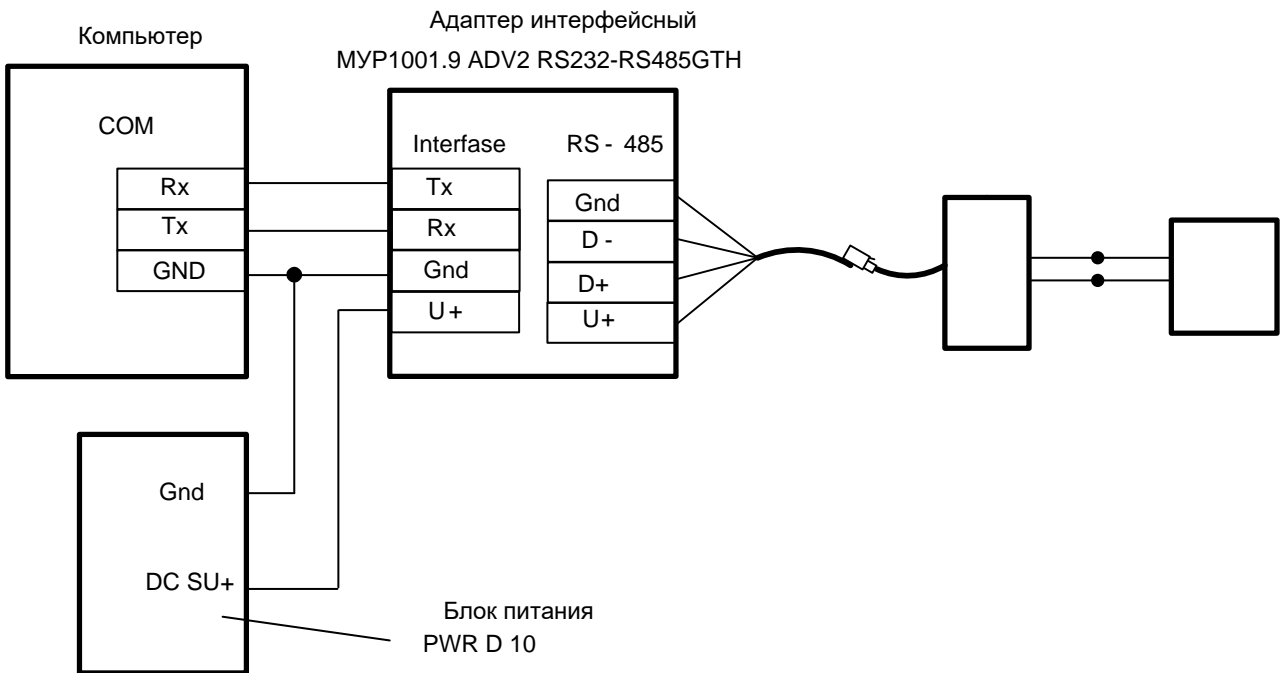 Компьютер
Адаптер интерфейсный
МУР1001.9 ADV2 RS232-RS485GTH
COM
Rx
Tx
GND
Interfase
Tx
Rx
Gnd
U+
RS - 485
Gnd
D -
D+
U+
Gnd
DC SU+
Блок питания
PWR D 10